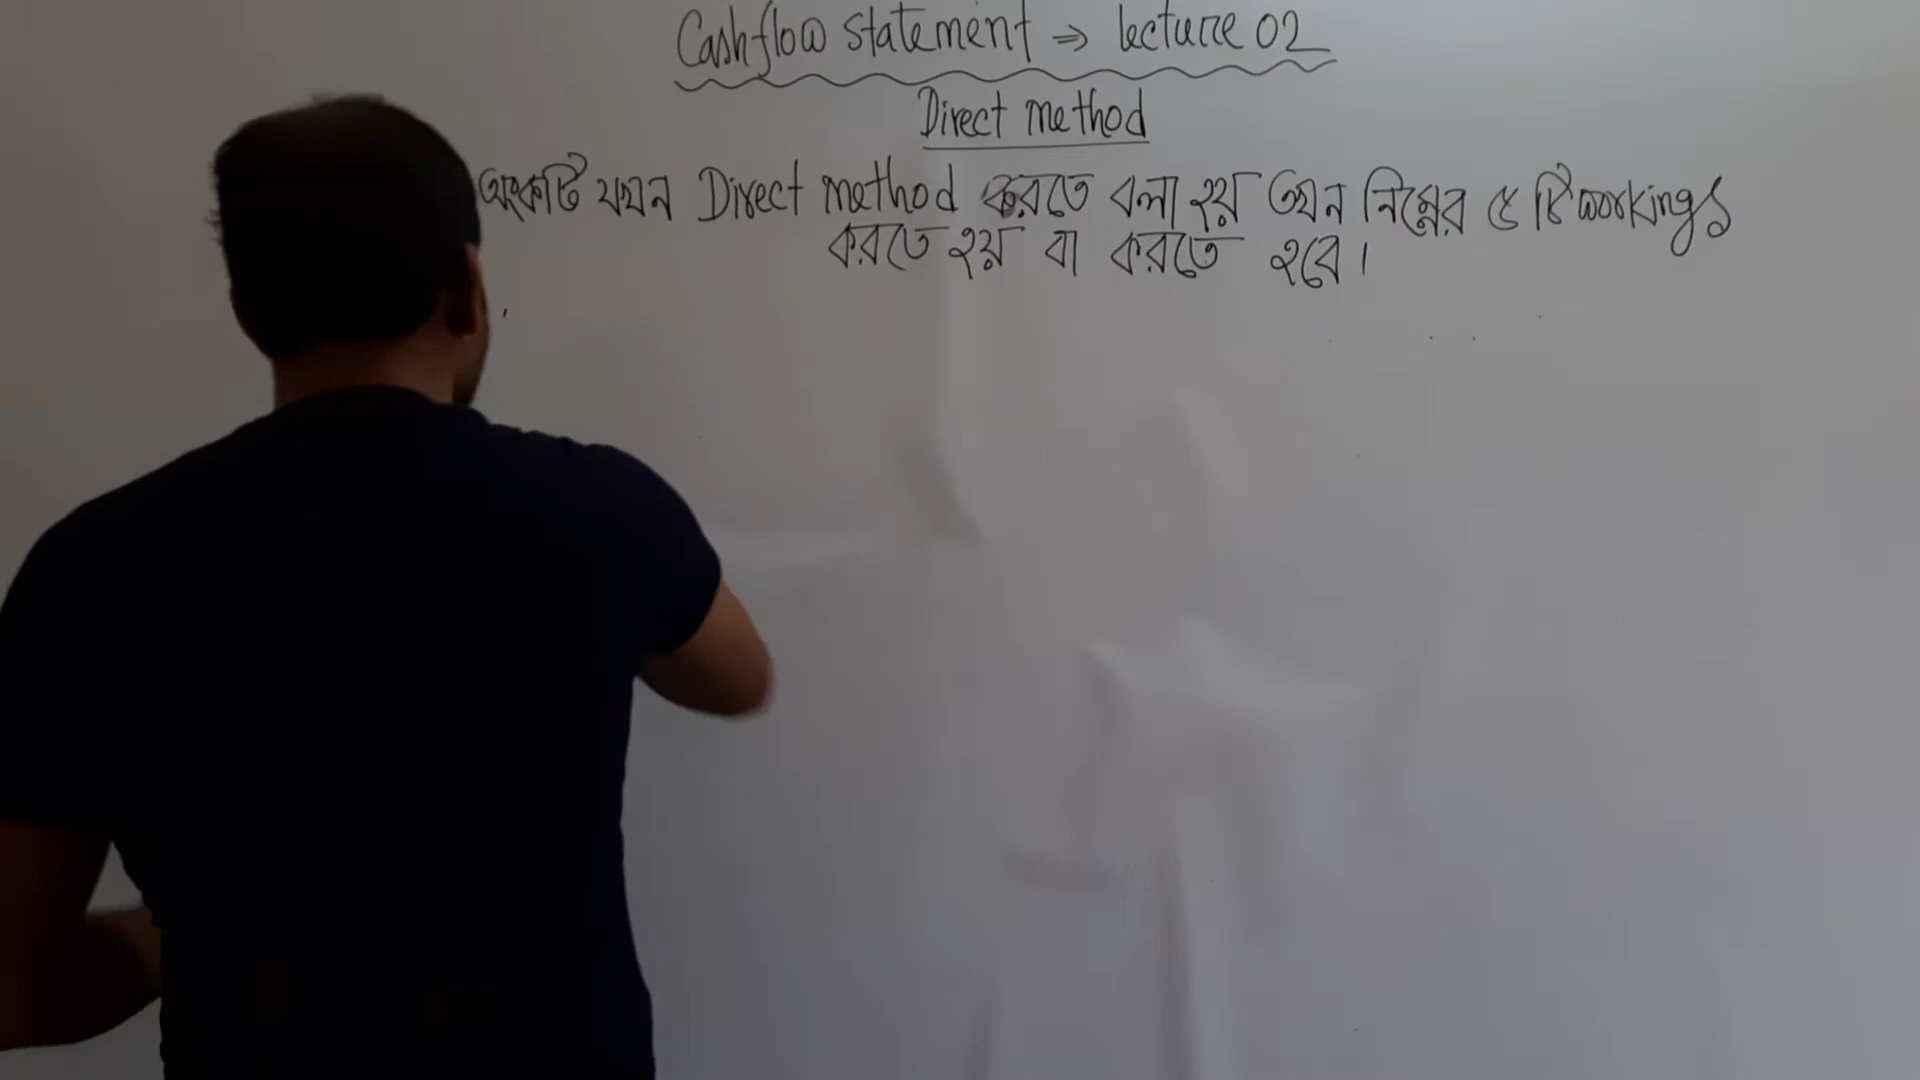 Cashflow statement ⇒ lecture 02
Direct method
অংকটি যখন Direct method করতে বলা হয় তখন নিম্নের ৫ টি workings
করতে হয় বা করতে হবে।